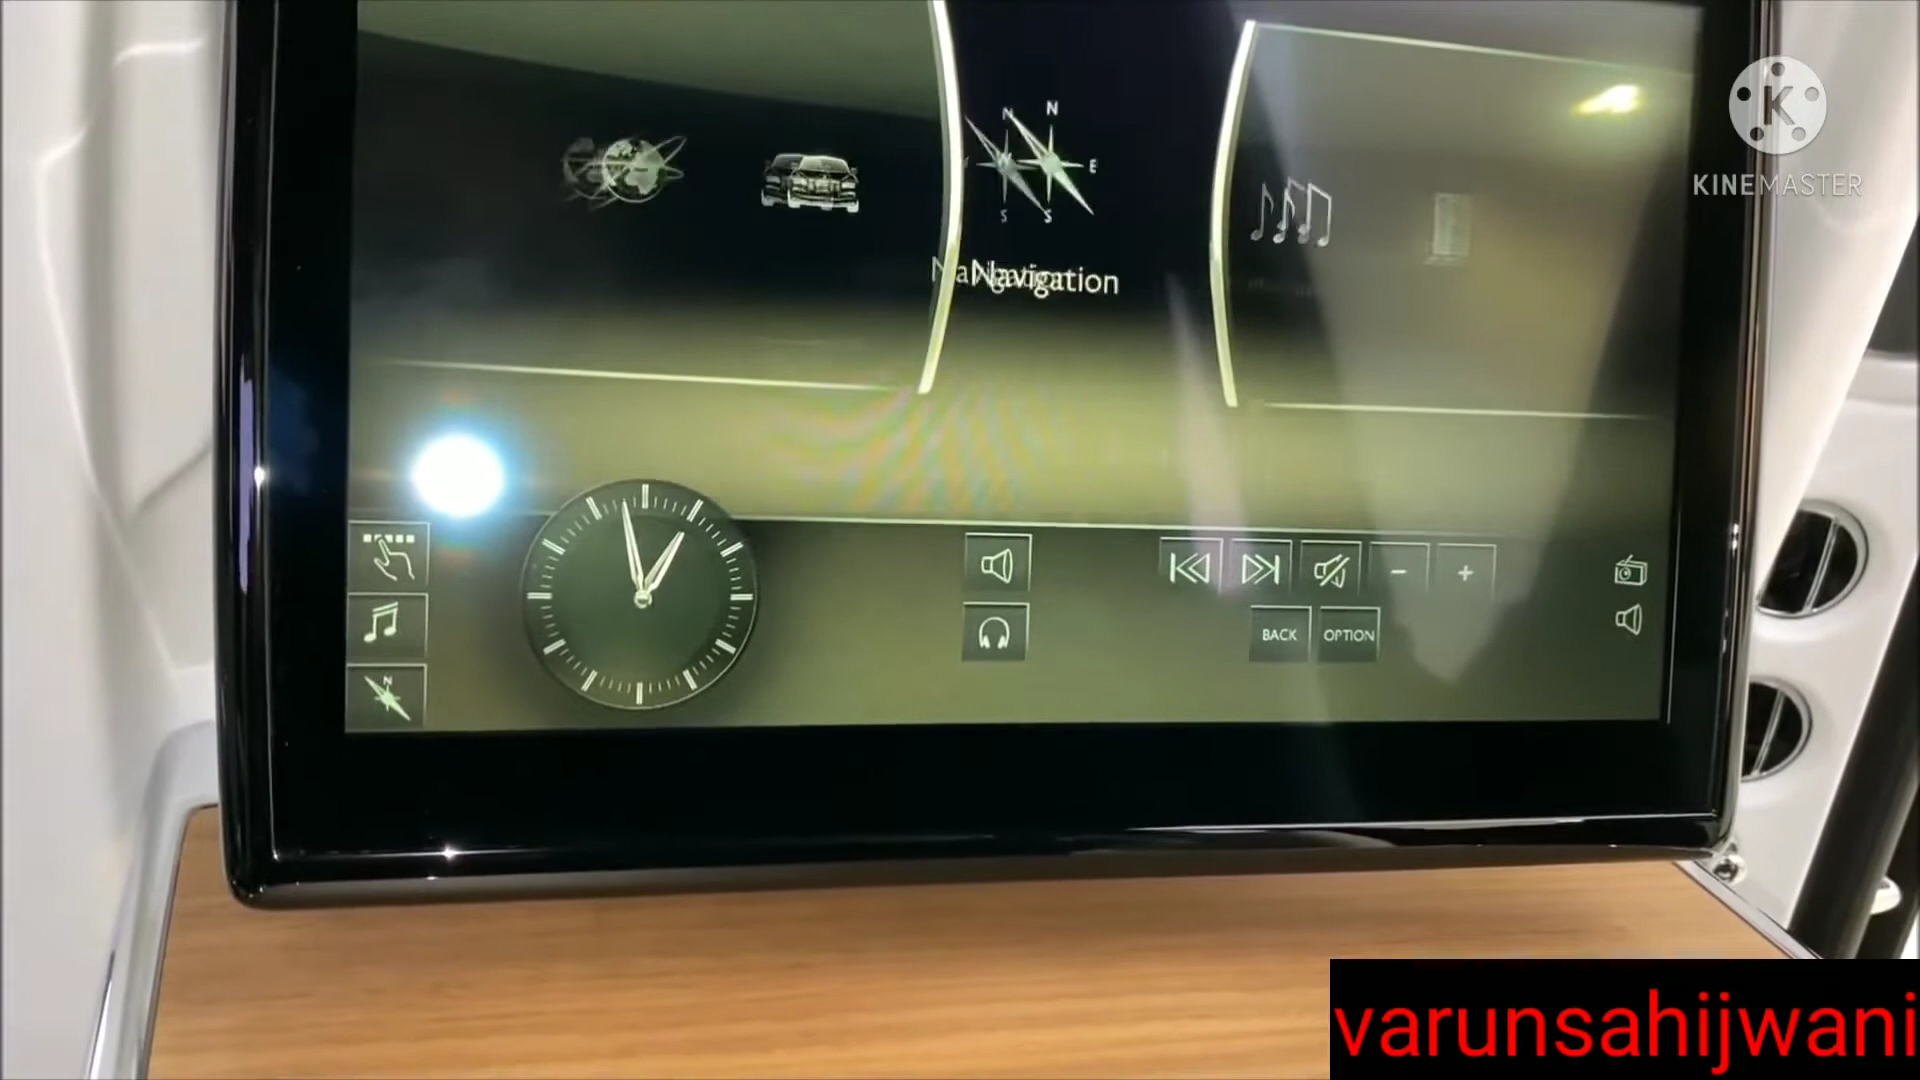 N
N
E
S
S
Navigation
K
KINEMASTER
N
BACK
OPTION
varunsahijwani